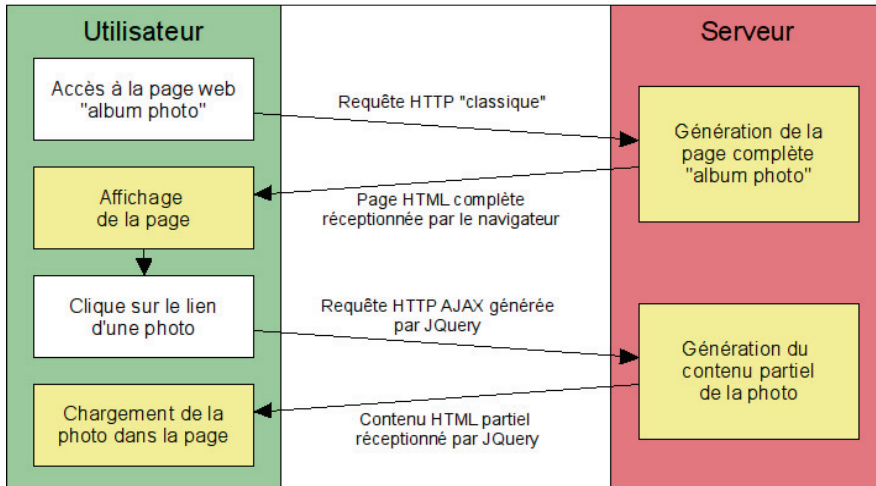 Utilisateur
Serveur
Accès à la page web
"album photo"
Requête HTTP "classique"
Génération de la
page complète
"album photo"
Affichage
de la page
Page HTML complète
réceptionnée par le navigateur
Clique sur le lien
d'une photo
Requête HTTP AJAX générée
par JQuery
Génération du
contenu partiel
de la photo
Chargement de la
photo dans la page
Contenu HTML partiel
réceptionné par JQuery